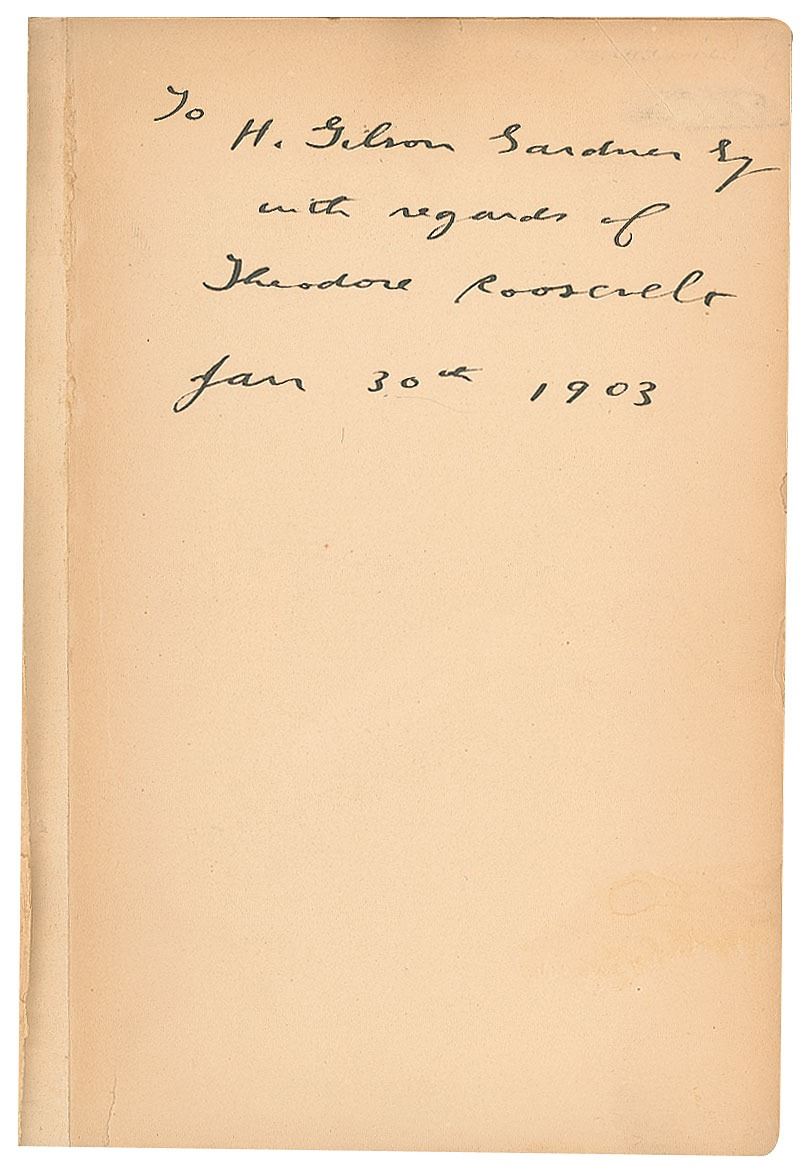 To
H. Gilson Gardner Esq
with regards of
Theodore Roosevelt
Jan 30th 1903